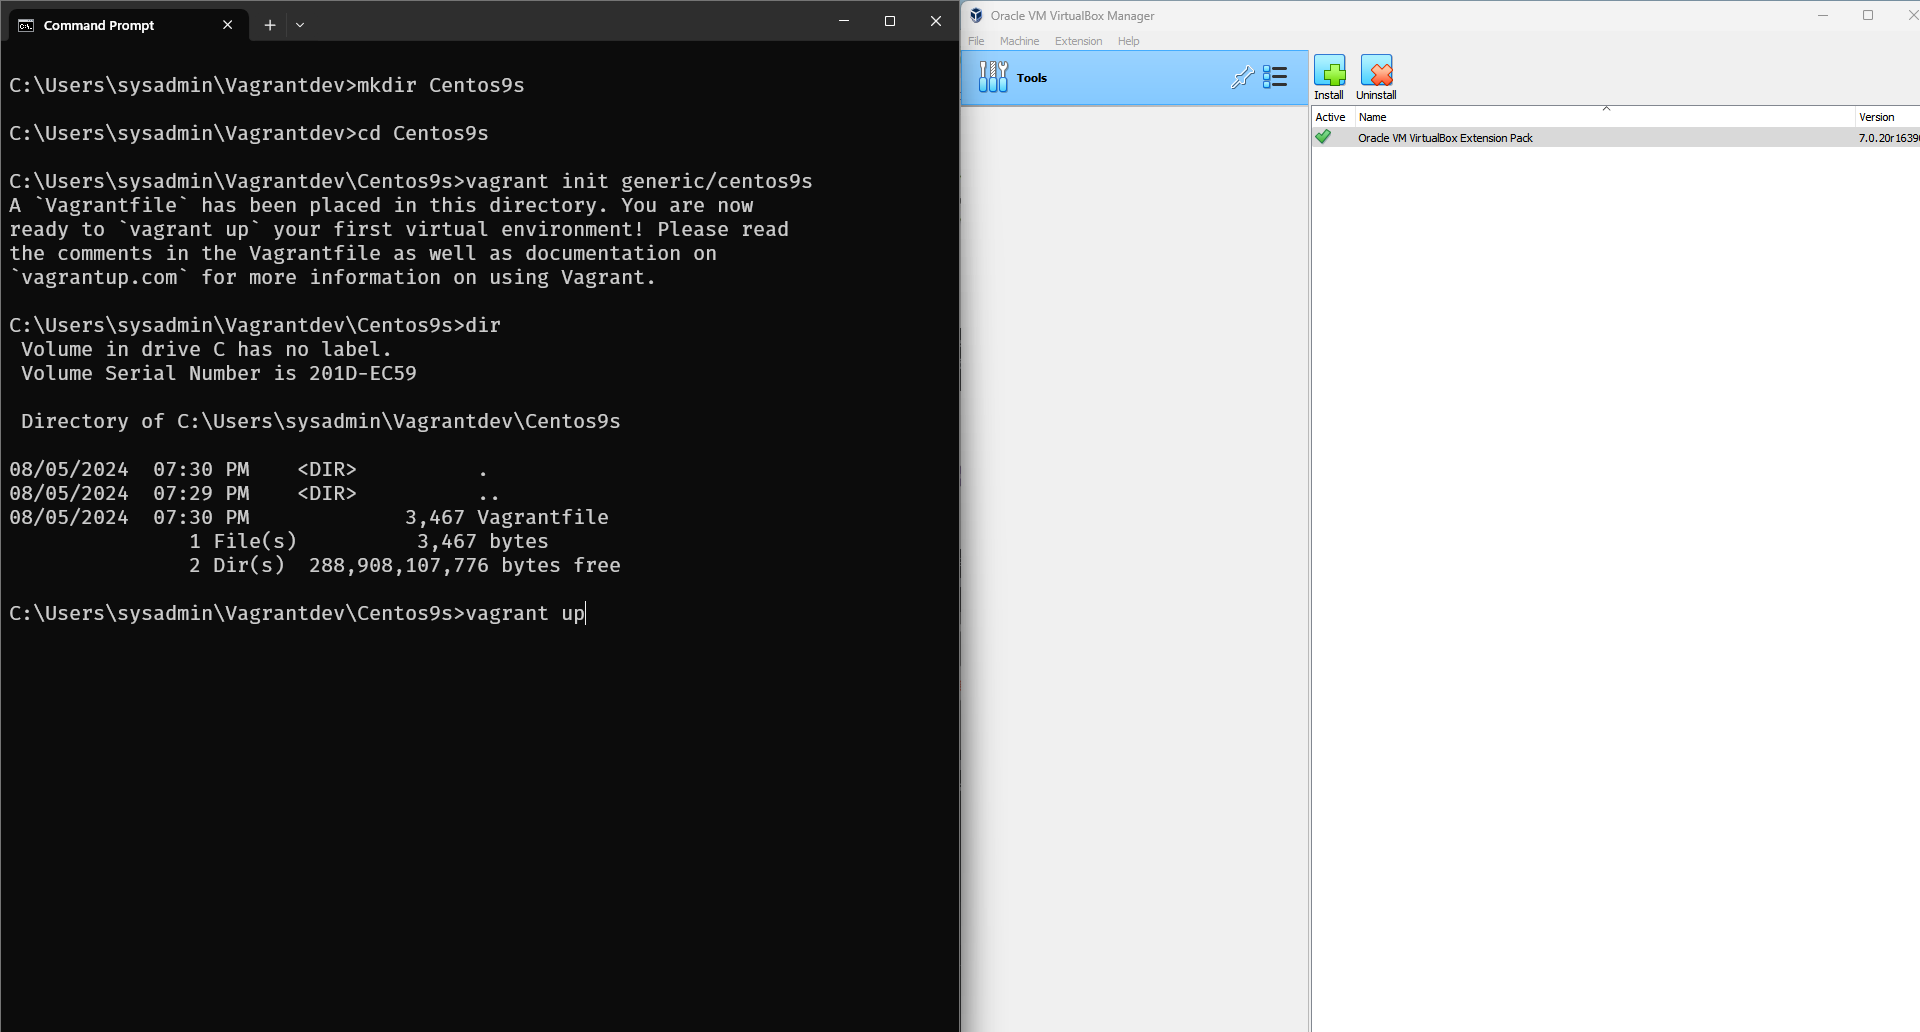 Command Prompt
C:\Users\sysadmin\Vagrantdev>mkdir Centos9s
C:\Users\sysadmin\Vagrantdev>cd Centos9s
C:\Users\sysadmin\Vagrantdev\Centos9s>vagrant init generic/centos9s
A `Vagrantfile` has been placed in this directory. You are now
ready to `vagrant up` your first virtual environment! Please read
the comments in the Vagrantfile as well as documentation on
`vagrantup.com` for more information on using Vagrant.
C:\Users\sysadmin\Vagrantdev\Centos9s>dir
Volume in drive C has no label.
Volume Serial Number is 201D-EC59
Directory of C:\Users\sysadmin\Vagrantdev\Centos9s
08/05/2024  07:30 PM    <DIR>          .
08/05/2024  07:29 PM    <DIR>          ..
08/05/2024  07:30 PM             3,467 Vagrantfile
1 File(s)          3,467 bytes
2 Dir(s)  288,908,107,776 bytes free
C:\Users\sysadmin\Vagrantdev\Centos9s>vagrant up
Oracle VM VirtualBox Manager
File Machine Extension Help
Tools
Install Uninstall
Active Name Version
Oracle VM VirtualBox Extension Pack 7.0.20r1639